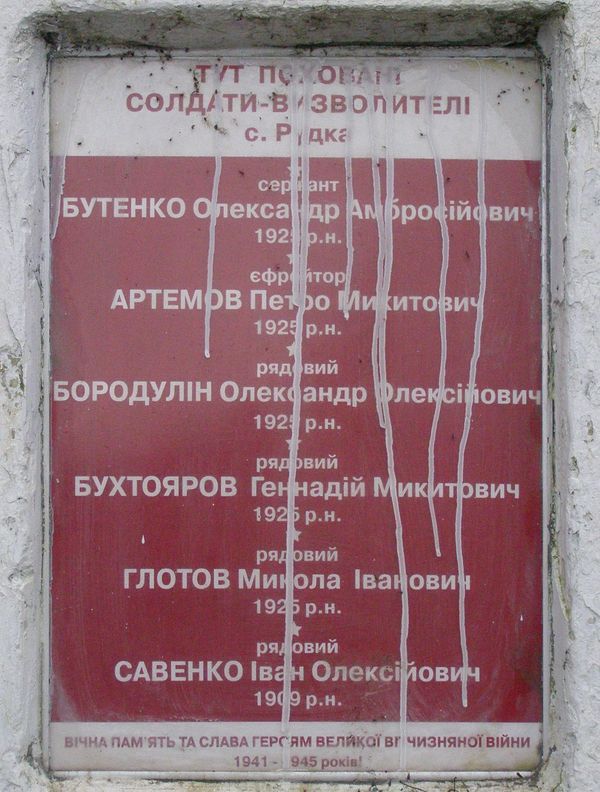 ТУТ ПОХОВАНІ
СОЛДАТИ-ВИЗВОЛИТЕЛІ
с. Рудка
сержант
БУТЕНКО Олександр Амбросійович
1925 р.н.
єфрейтор
АРТЕМОВ Петро Микитович
1925 р.н.
рядовий
БОРОДУЛІН Олександр Олексійович
1925 р.н.
рядовий
БУХТОЯРОВ Геннадій Микитович
1925 р.н.
рядовий
ГЛОТОВ Микола Іванович
1925 р.н.
рядовий
САВЕНКО Іван Олексійович
1909 р.н.
ВІЧНА ПАМ'ЯТЬ ТА СЛАВА ГЕРОЯМ ВЕЛИКОЇ ВІТЧИЗНЯНОЇ ВІЙНИ
1941 - 1945 років!